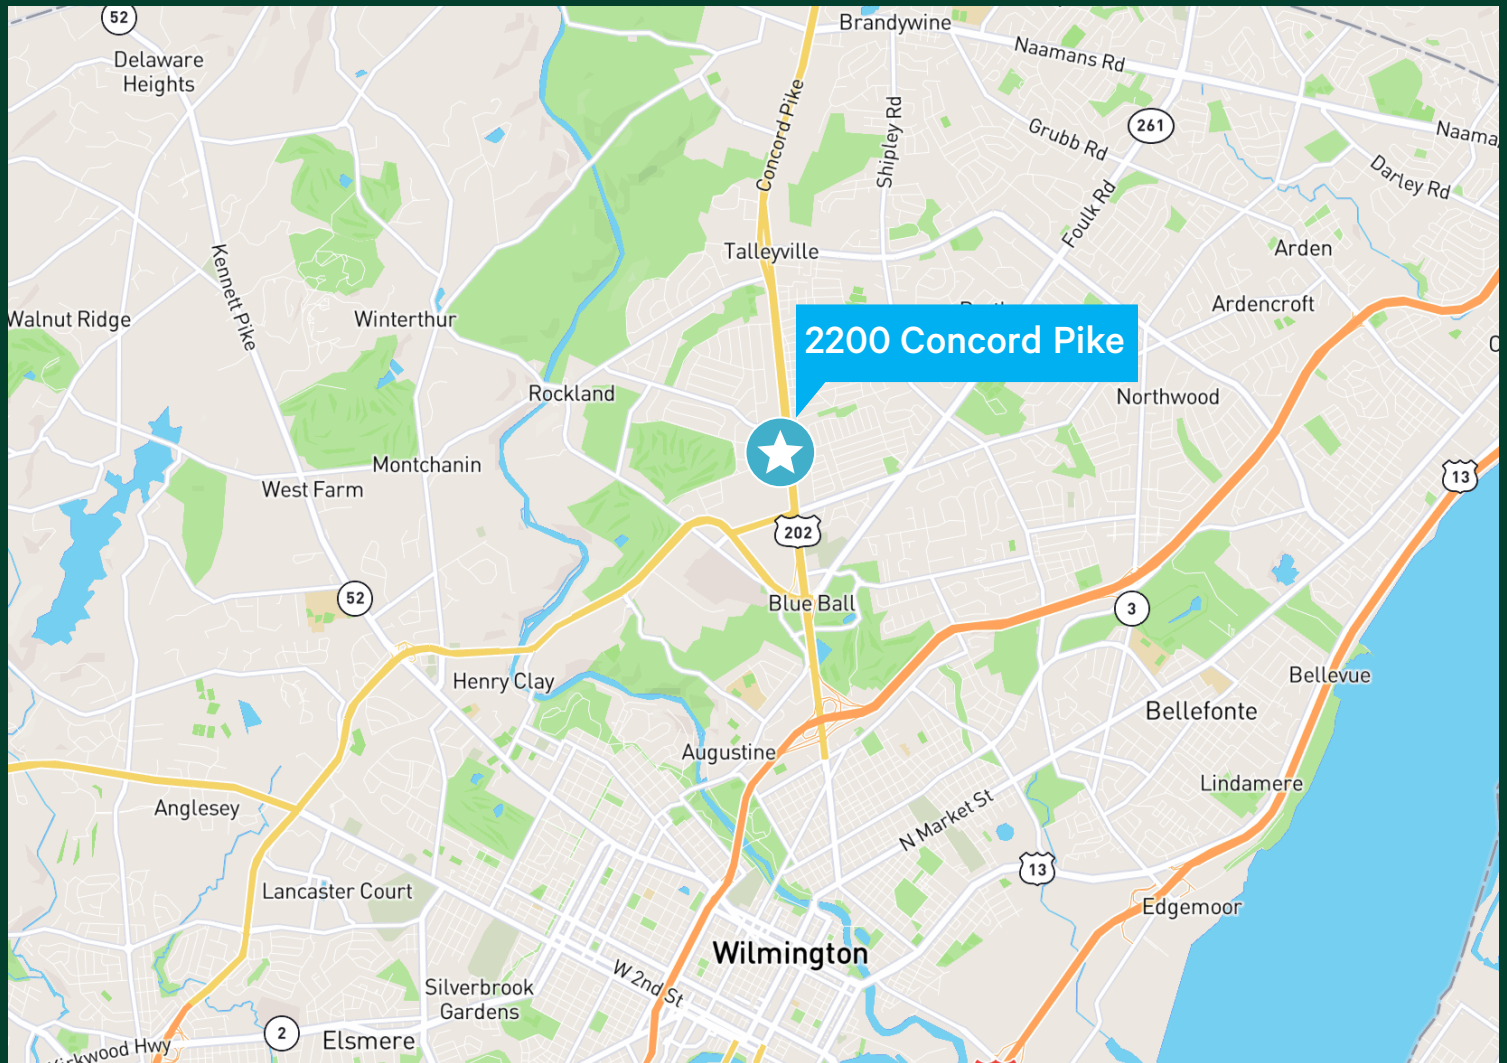 52
Brandywine
Delaware
Heights
Naamans Rd
Concord Pike
Shipley Rd
261
Grubb Rd
Darley Rd
Foulk Rd
Talleyville
Arden
Kennett Pike
Walnut Ridge
Winterthur
Ardencroft
2200 Concord Pike
Rockland
Northwood
Montchanin
West Farm
13
202
52
Blue Ball
3
Henry Clay
Bellevue
Bellefonte
Augustine
Lindamere
Anglesey
N Market St
13
Lancaster Court
Edgemoor
Wilmington
W 2nd St
Silverbrook
Gardens
2
Elsmere
Kirkwood Hwy